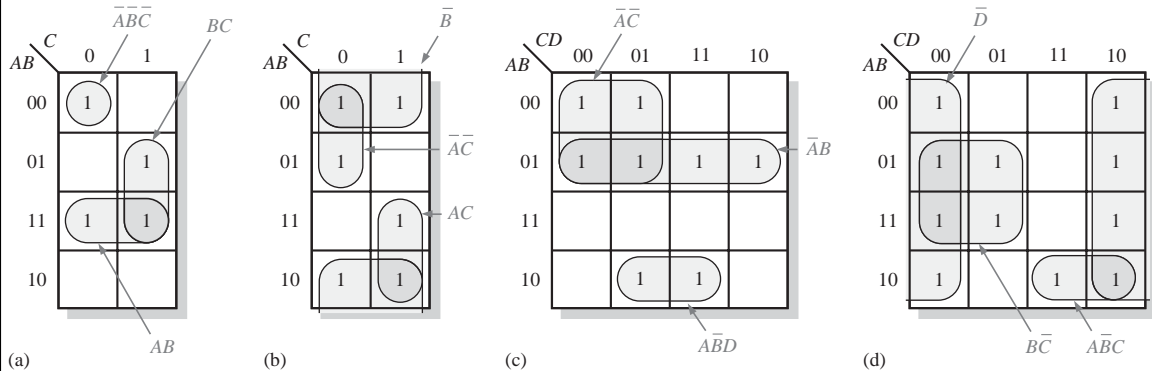 A̅B̅C̅
BC
C
AB
0 1
00 1
01 1
11 1 1
10
AB
(a)
B̅
C
AB
0 1
00 1 1
01 1
A̅C̅
11 1
AC
10 1 1
(b)
A̅C̅
CD
AB
00 01 11 10
00 1 1
01 1 1 1 1
A̅B
11
10 1 1
AB̅D
(c)
D̅
CD
AB
00 01 11 10
00 1 1
01 1 1 1
11 1 1 1
10 1 1 1
BC̅
AB̅C
(d)